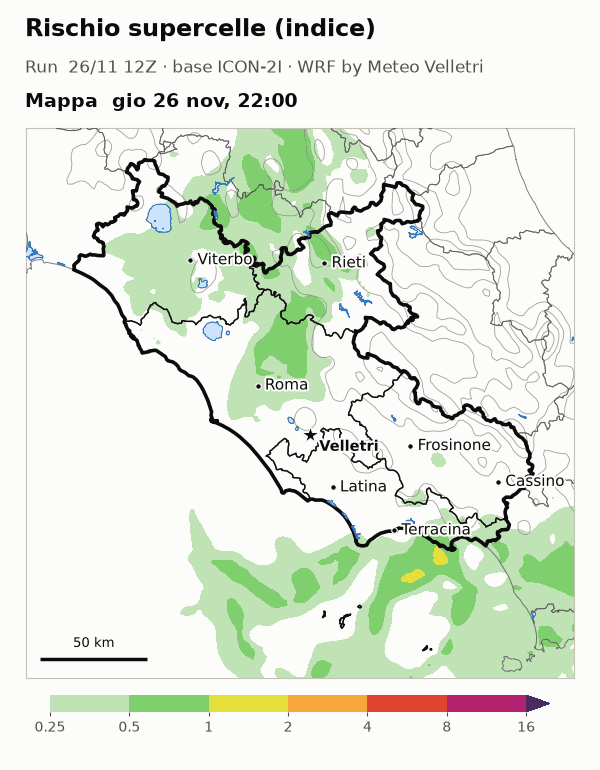 Rischio supercelle (indice)
Run 26/11 12Z · base ICON-2I · WRF by Meteo Velletri
Mappa gio 26 nov, 22:00
Viterbo
Rieti
Roma
Velletri
Frosinone
Cassino
Latina
Terracina
50 km
0.25 0.5 1 2 4 8 16